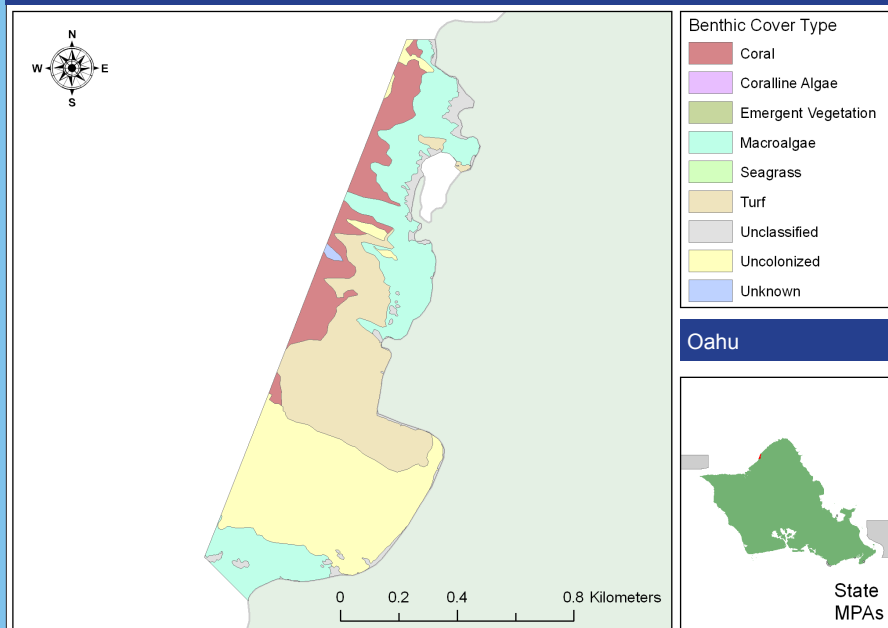 N
W E
S
0 0.2 0.4 0.8 Kilometers
Benthic Cover Type
Coral
Coralline Algae
Emergent Vegetation
Macroalgae
Seagrass
Turf
Unclassified
Uncolonized
Unknown
Oahu
State
MPAs